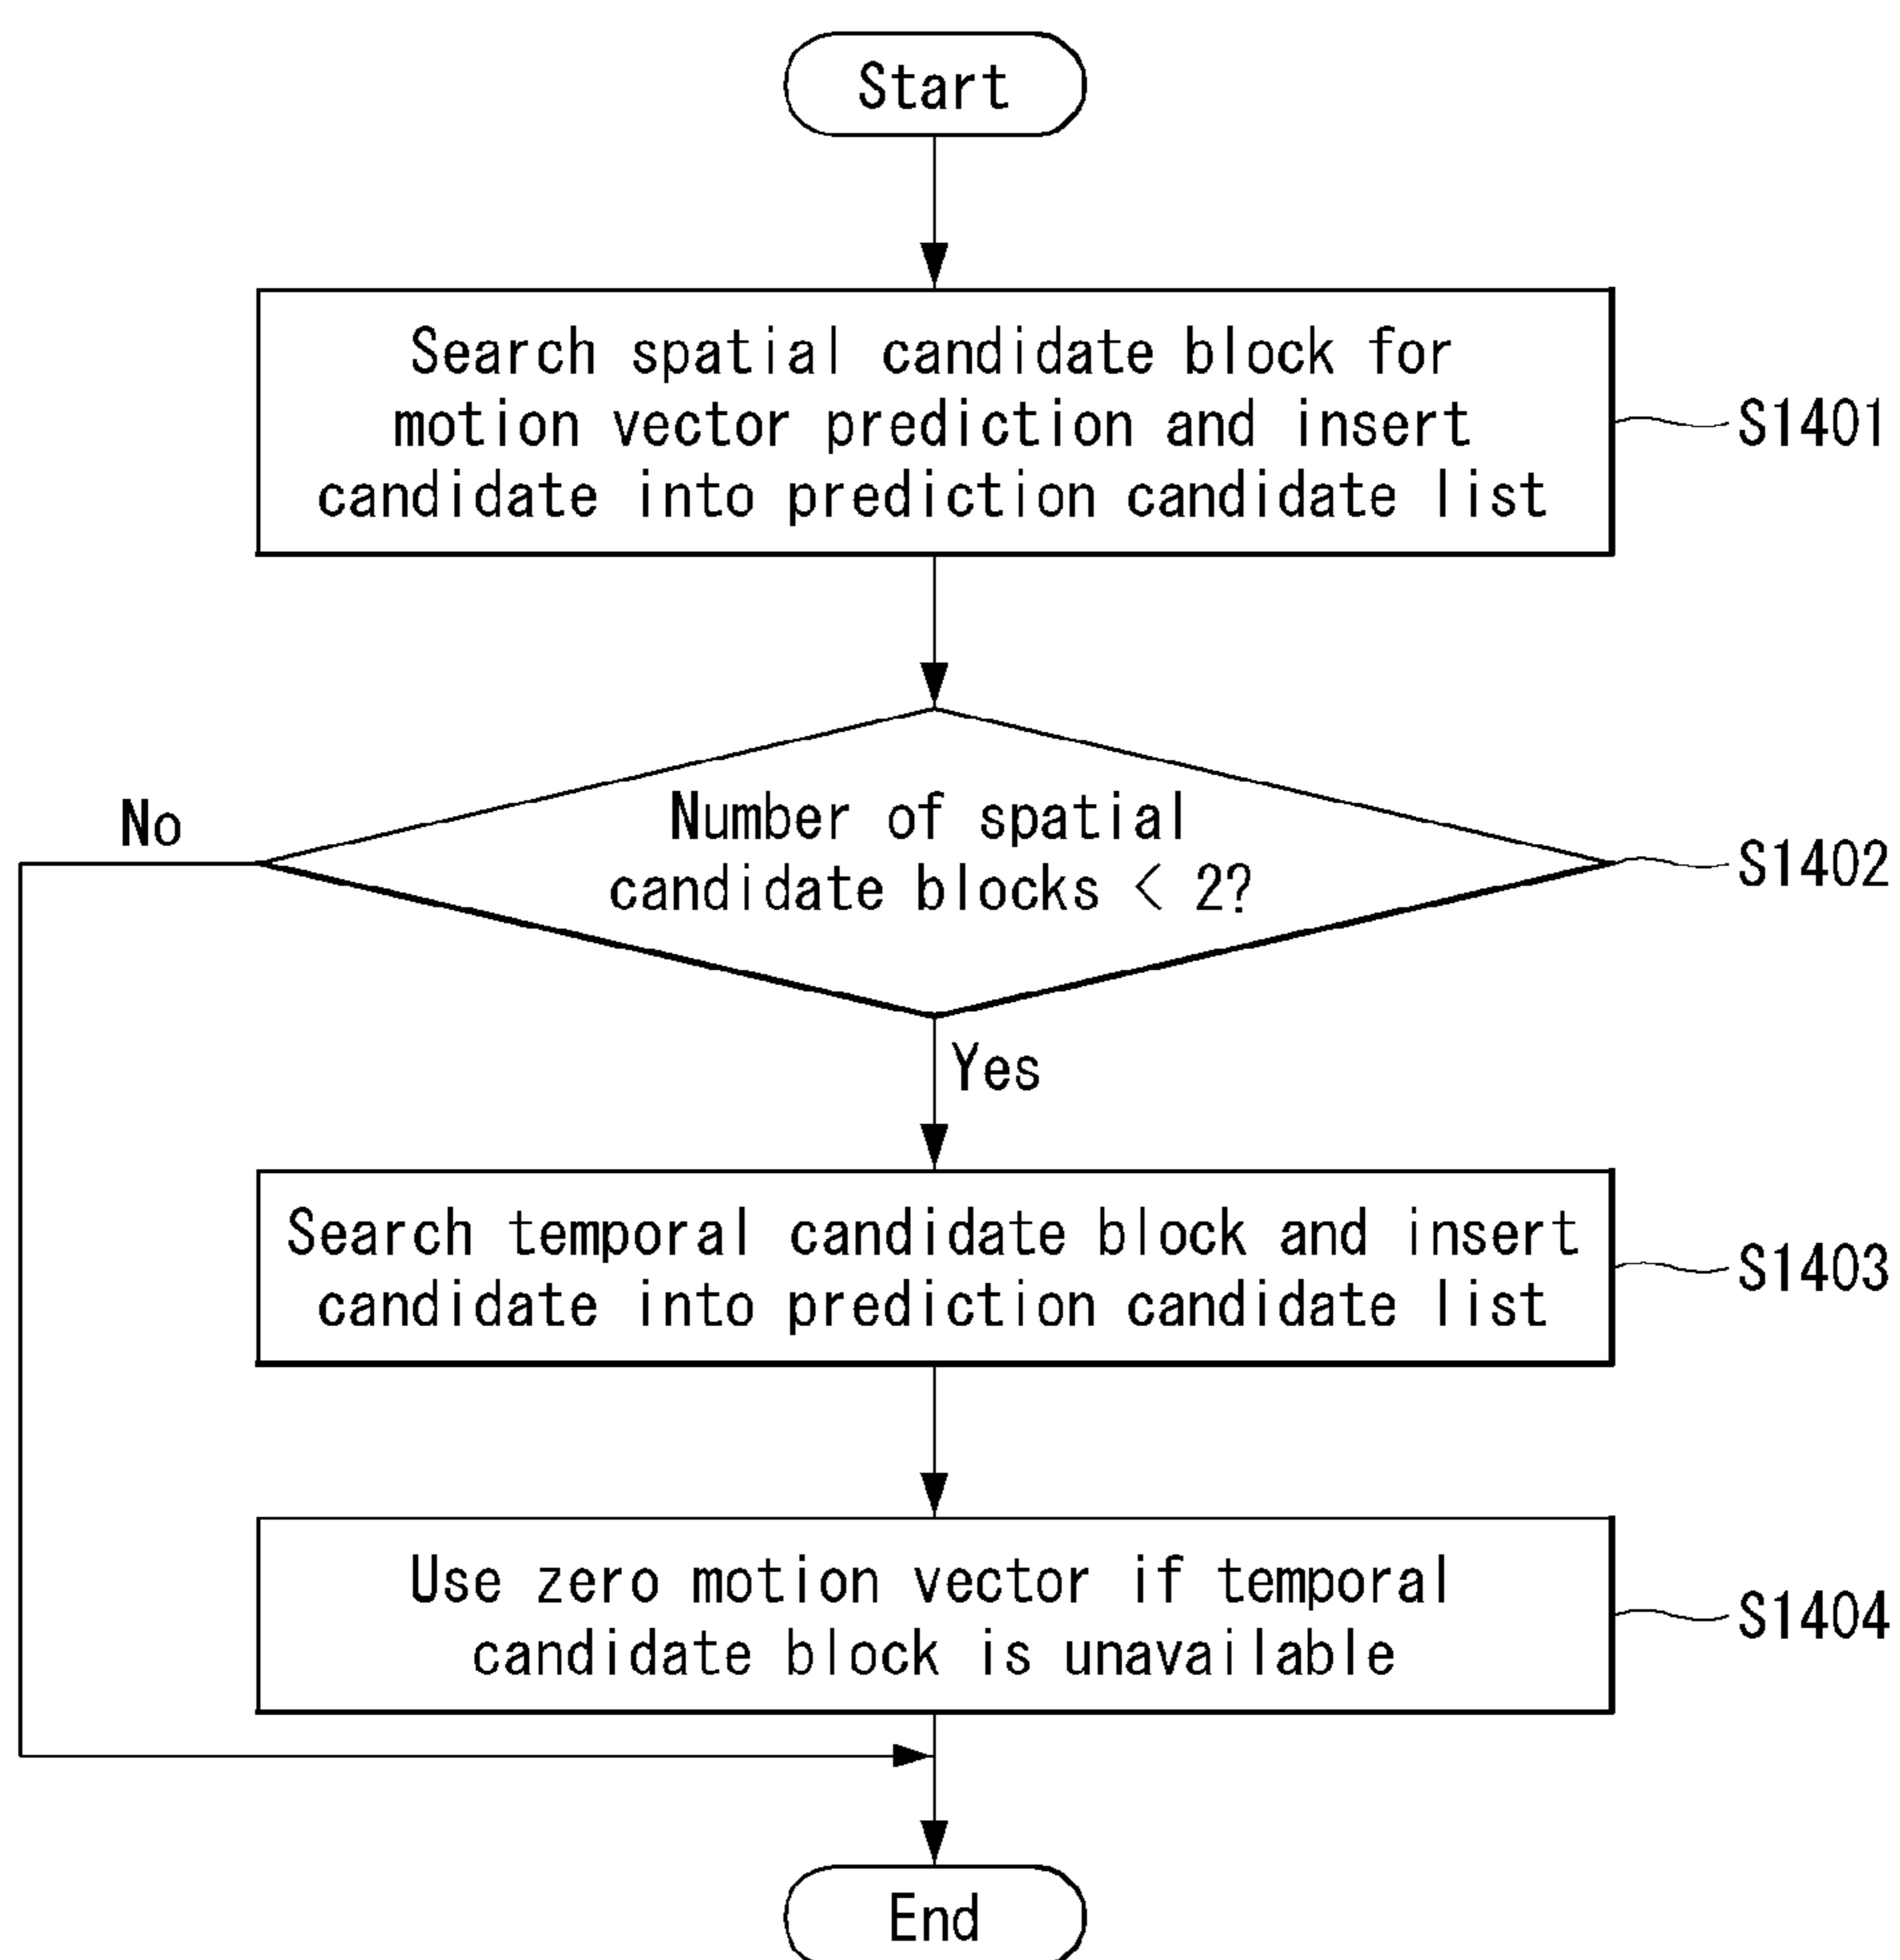 Start
Search spatial candidate block for
motion vector prediction and insert
candidate into prediction candidate list
S1401
No
Number of spatial
candidate blocks < 2?
S1402
Yes
Search temporal candidate block and insert
candidate into prediction candidate list
S1403
Use zero motion vector if temporal
candidate block is unavailable
S1404
End